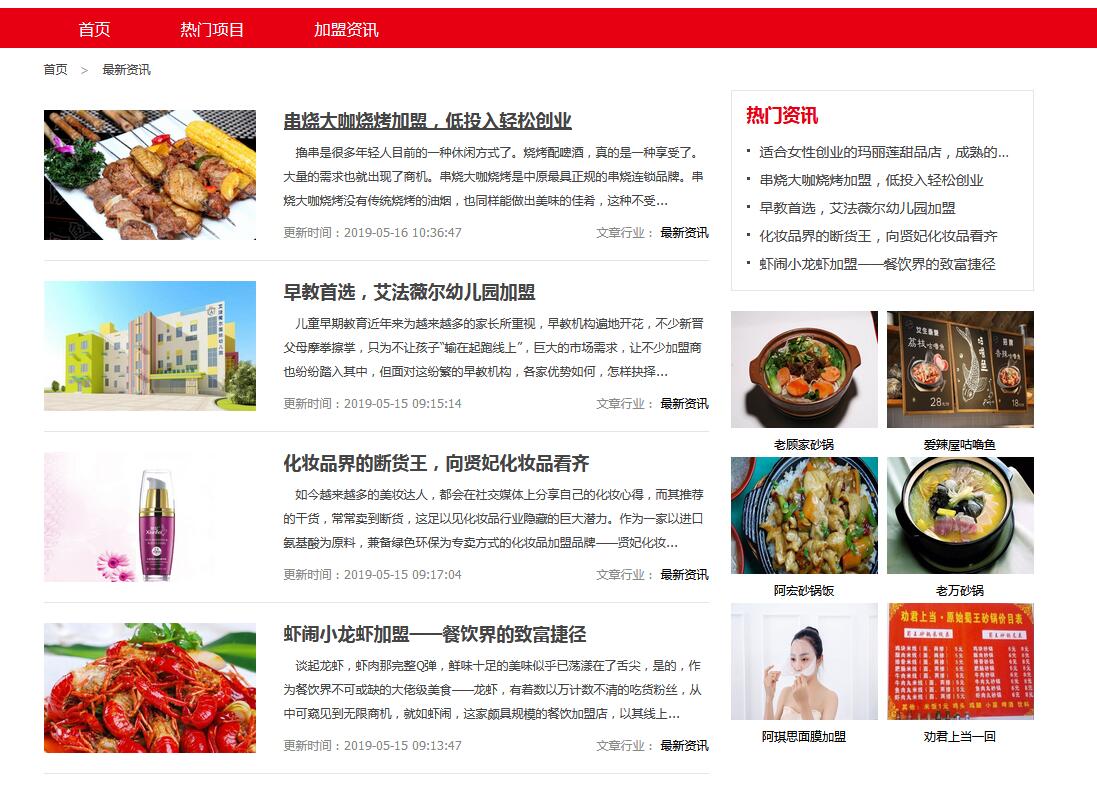 首页
热门项目
加盟资讯
首页 > 最新资讯
串烧大咖烧烤加盟，低投入轻松创业
撸串是很多年轻人目前的一种休闲方式了。烧烤配啤酒，真的是一种享受了。
大量的需求也就出现了商机。串烧大咖烧烤是中原最具正规的串烧连锁品牌。串
烧大咖烧烤没有传统烧烤的油烟，也同样能做出美味的佳肴，这种不受...
更新时间：2019-05-16 10:36:47
文章行业： 最新资讯
早教首选，艾法薇尔幼儿园加盟
儿童早期教育近年来为越来越多的家长所重视，早教机构遍地开花，不少新晋
父母摩拳擦掌，只为不让孩子“输在起跑线上”，巨大的市场需求，让不少加盟商
也纷纷踏入其中，但面对这纷繁的早教机构，各家优势如何，怎样抉择...
更新时间：2019-05-15 09:15:14
文章行业： 最新资讯
化妆品界的断货王，向贤妃化妆品看齐
如今越来越多的美妆达人，都会在社交媒体上分享自己的化妆心得，而其推荐
的干货，常常卖到断货，这足以见化妆品行业隐藏的巨大潜力。作为一家以进口
氨基酸为原料，兼备绿色环保为专卖方式的化妆品加盟品牌——贤妃化妆...
更新时间：2019-05-15 09:17:04
文章行业： 最新资讯
虾闹小龙虾加盟——餐饮界的致富捷径
谈起龙虾，虾肉那完整Q弹，鲜味十足的美味似乎已荡漾在了舌尖，是的，作
为餐饮界不可或缺的大佬级美食——龙虾，有着数以万计数不清的吃货粉丝，从
中可窥见到无限商机，就如虾闹，这家颇具规模的餐饮加盟店，以其线上...
更新时间：2019-05-15 09:13:47
文章行业： 最新资讯
热门资讯
适合女性创业的玛丽莲甜品店，成熟的...
串烧大咖烧烤加盟，低投入轻松创业
早教首选，艾法薇尔幼儿园加盟
化妆品界的断货王，向贤妃化妆品看齐
虾闹小龙虾加盟——餐饮界的致富捷径
老顾家砂锅
荔枝咕噜鱼
28
18
爱辣屋咕噜鱼
阿宏砂锅饭
老万砂锅
阿琪思面膜加盟
劝君上当·原始蜀王砂锅价目表
劝君上当一回